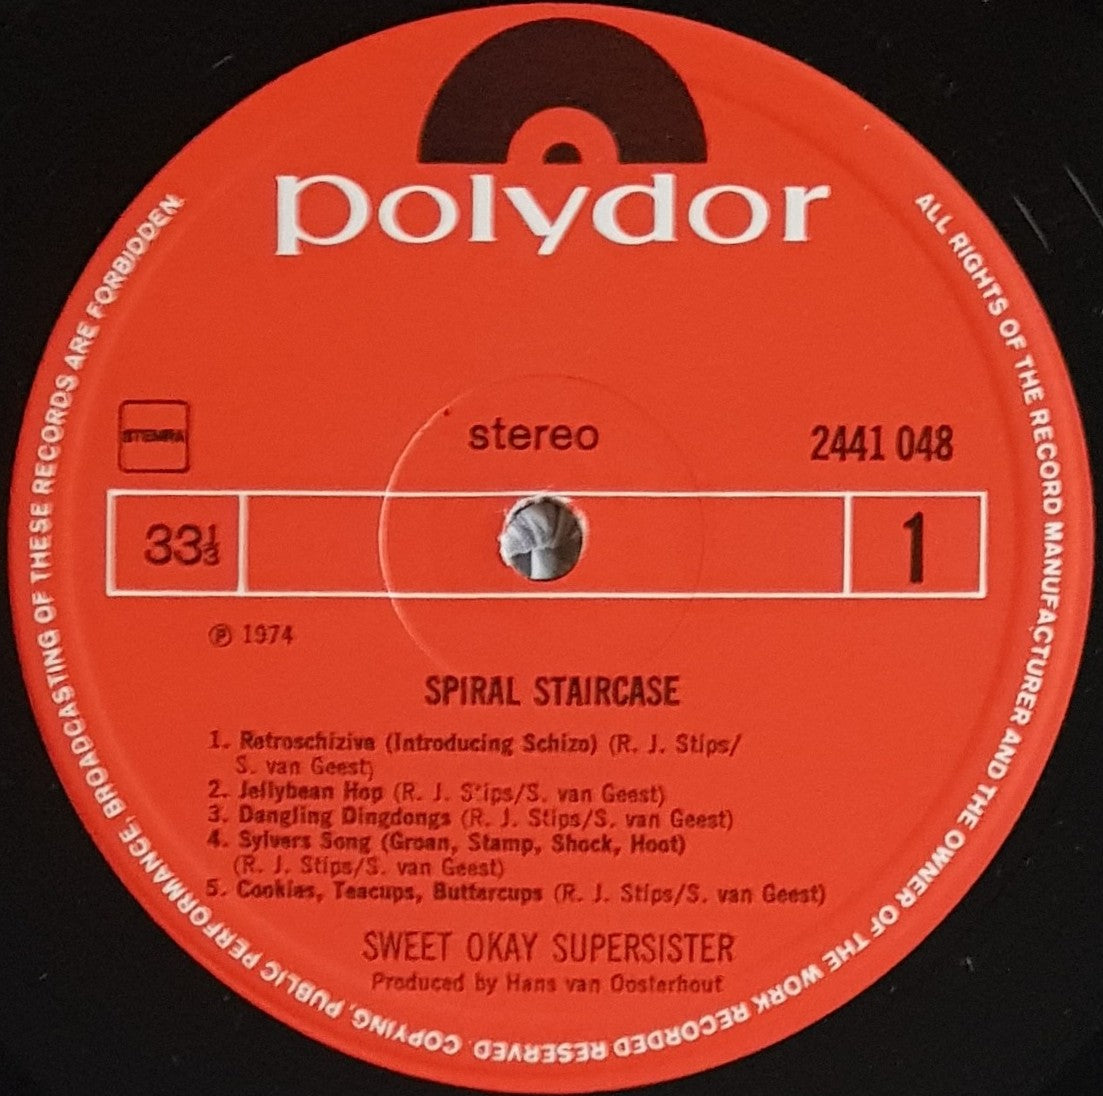 polydor
ALL RIGHTS OF THE RECORD MANUFACTURER AND THE OWNER OF THE WORK RECORDED RESERVED. COPYING, PUBLIC PERFORMANCE, BROADCASTING OF THESE RECORDS ARE FORBIDDEN.
STEMRA
stereo
2441 048
33⅓
1
℗ 1974
SPIRAL STAIRCASE
1. Retroschizive (Introducing Schizo) (R. J. Stips/
S. van Geest)
2. Jellybean Hop (R. J. Stips/S. van Geest)
3. Dangling Dingdongs (R. J. Stips/S. van Geest)
4. Sylvers Song (Groan, Stamp, Shock, Hoot)
(R. J. Stips/S. van Geest)
5. Cookies, Teacups, Buttercups (R. J. Stips/S. van Geest)
SWEET OKAY SUPERSISTER
Produced by Hans van Oosterhout